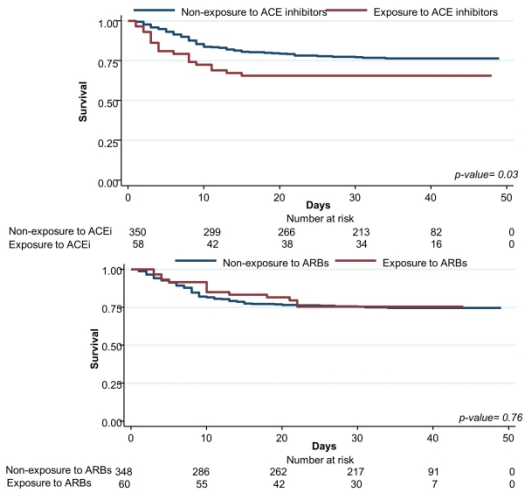 Non-exposure to ACE inhibitors Exposure to ACE inhibitors
1.00
0.75
0.50
0.25
0.00
Survival
p-value= 0.03
0 10 20 30 40 50
Days
Number at risk
Non-exposure to ACEi 350 299 266 213 82 0
Exposure to ACEi 58 42 38 34 16 0
Non-exposure to ARBs Exposure to ARBs
1.00
0.75
0.50
0.25
0.00
Survival
p-value= 0.76
0 10 20 30 40 50
Days
Number at risk
Non-exposure to ARBs 348 286 262 217 91 0
Exposure to ARBs 60 55 42 30 7 0